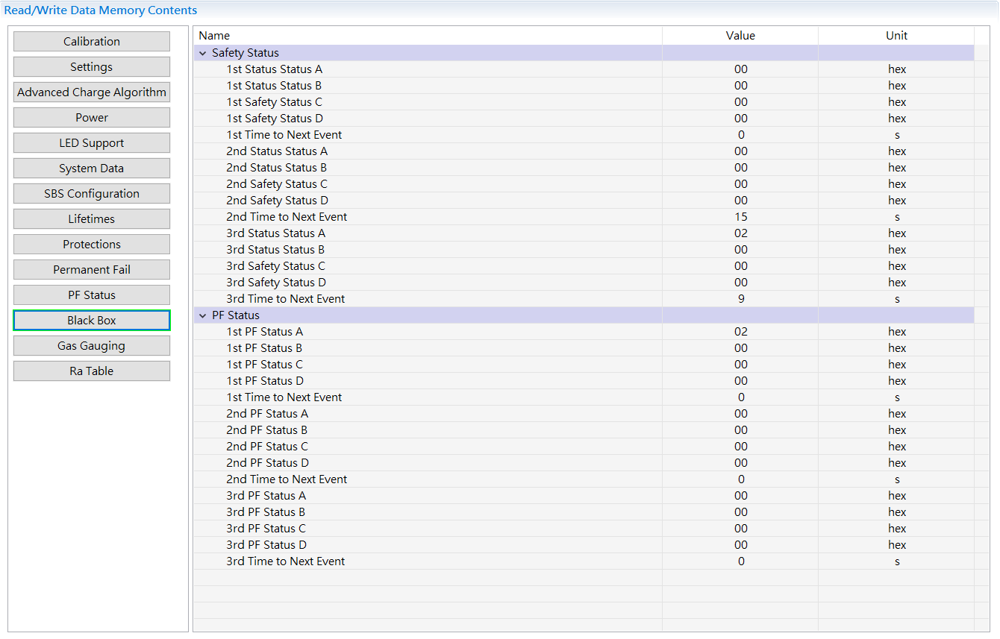 Read/Write Data Memory Contents
Calibration
Settings
Advanced Charge Algorithm
Power
LED Support
System Data
SBS Configuration
Lifetimes
Protections
Permanent Fail
PF Status
Black Box
Gas Gauging
Ra Table
Name Value Unit
Safety Status
1st Status Status A 00 hex
1st Status Status B 00 hex
1st Safety Status C 00 hex
1st Safety Status D 00 hex
1st Time to Next Event 0 s
2nd Status Status A 00 hex
2nd Status Status B 00 hex
2nd Safety Status C 00 hex
2nd Safety Status D 00 hex
2nd Time to Next Event 15 s
3rd Status Status A 02 hex
3rd Status Status B 00 hex
3rd Safety Status C 00 hex
3rd Safety Status D 00 hex
3rd Time to Next Event 9 s
PF Status
1st PF Status A 02 hex
1st PF Status B 00 hex
1st PF Status C 00 hex
1st PF Status D 00 hex
1st Time to Next Event 0 s
2nd PF Status A 00 hex
2nd PF Status B 00 hex
2nd PF Status C 00 hex
2nd PF Status D 00 hex
2nd Time to Next Event 0 s
3rd PF Status A 00 hex
3rd PF Status B 00 hex
3rd PF Status C 00 hex
3rd PF Status D 00 hex
3rd Time to Next Event 0 s